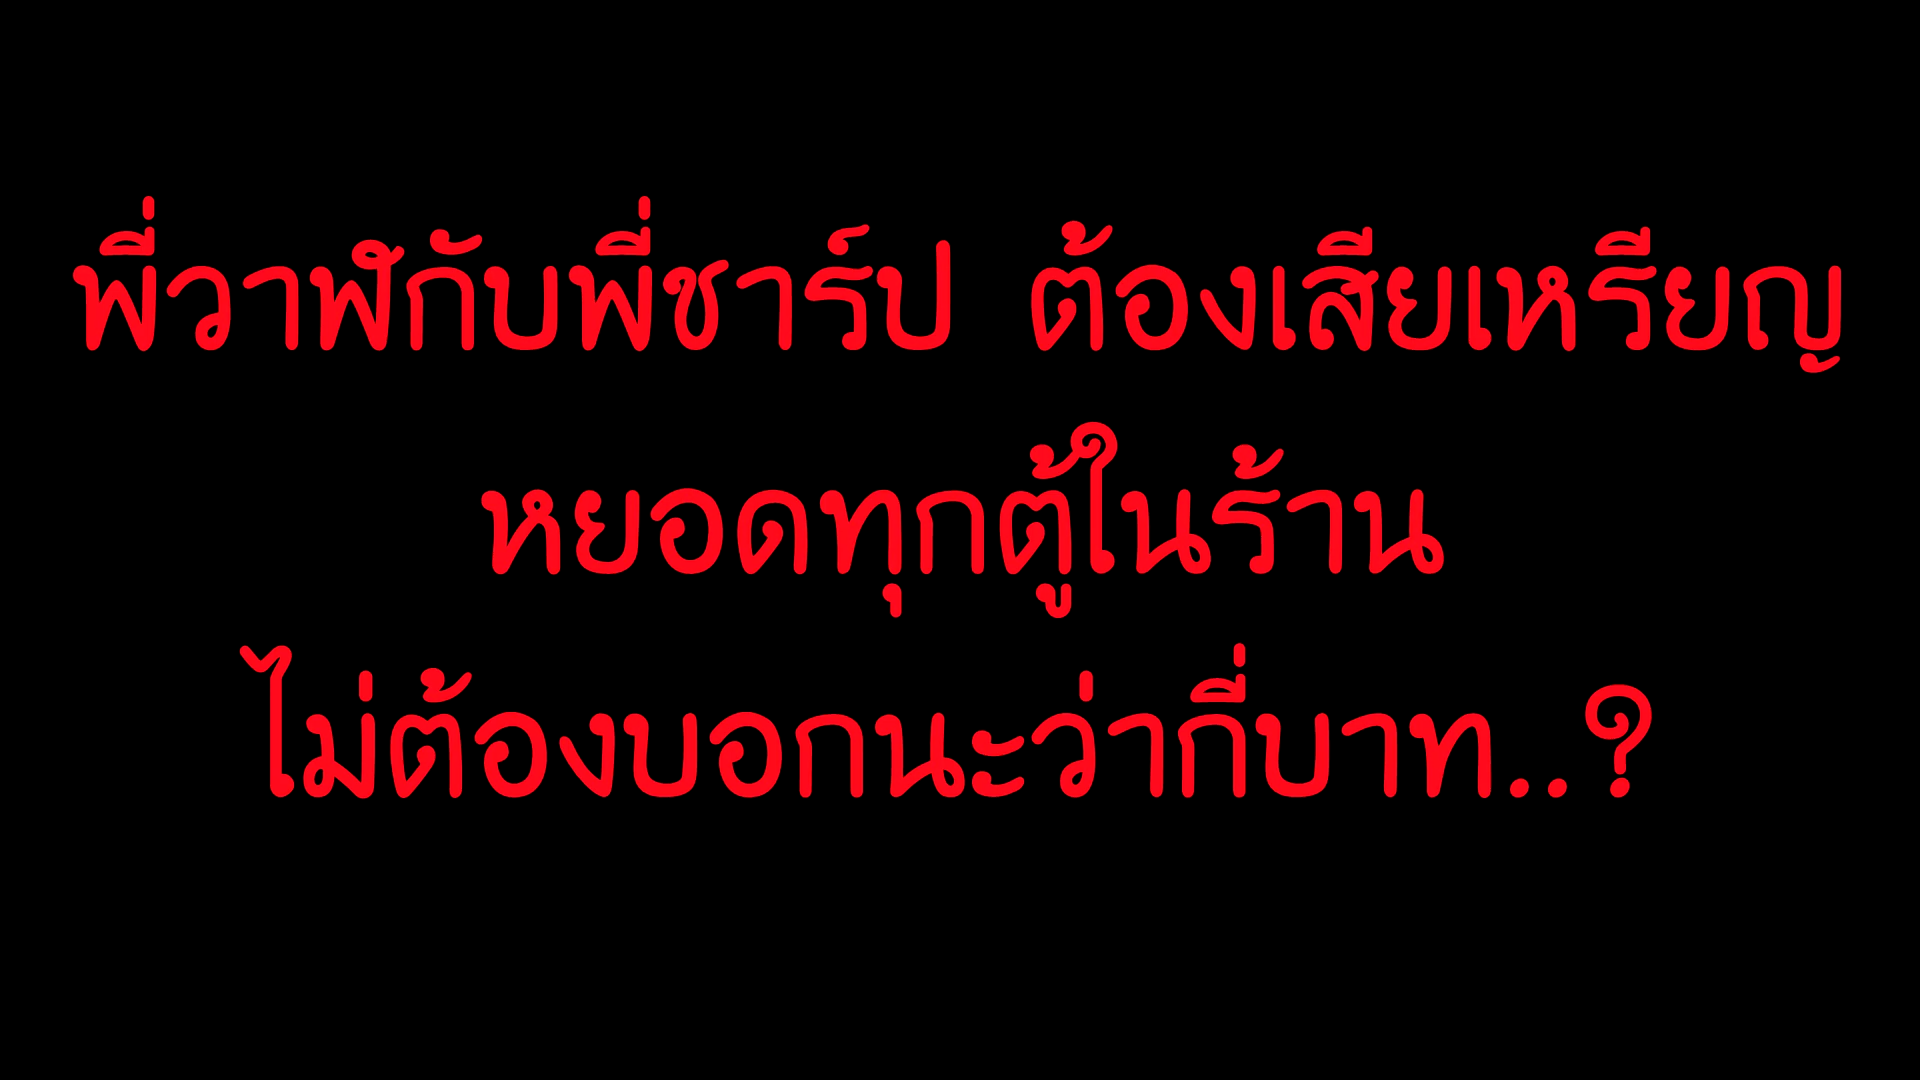 พี่วาฬกับพี่ชาร์ป ต้องเสียเหรียญ
หยอดทุกตู้ในร้าน
ไม่ต้องบอกนะว่ากี่บาท..?